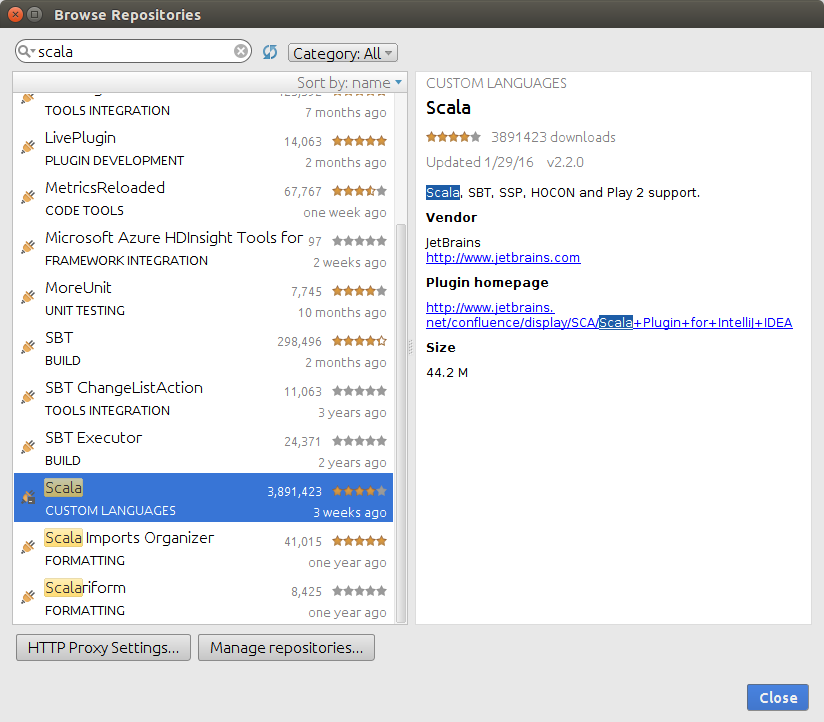 Browse Repositories
scala
Category: All
Sort by: name
TOOLS INTEGRATION 7 months ago
LivePlugin 14,063
PLUGIN DEVELOPMENT 2 months ago
MetricsReloaded 67,767
CODE TOOLS one week ago
Microsoft Azure HDInsight Tools for 97
FRAMEWORK INTEGRATION 2 weeks ago
MoreUnit 7,745
UNIT TESTING 10 months ago
SBT 298,496
BUILD 2 months ago
SBT ChangeListAction 11,063
TOOLS INTEGRATION 3 years ago
SBT Executor 24,371
BUILD 2 years ago
Scala 3,891,423
CUSTOM LANGUAGES 3 weeks ago
Scala Imports Organizer 41,015
FORMATTING one year ago
Scalariform 8,425
FORMATTING one year ago
CUSTOM LANGUAGES
Scala
3891423 downloads
Updated 1/29/16 v2.2.0
Scala, SBT, SSP, HOCON and Play 2 support.
Vendor
JetBrains
http://www.jetbrains.com
Plugin homepage
http://www.jetbrains.
net/confluence/display/SCA/Scala+Plugin+for+IntelliJ+IDEA
Size
44.2 M
HTTP Proxy Settings...
Manage repositories...
Close